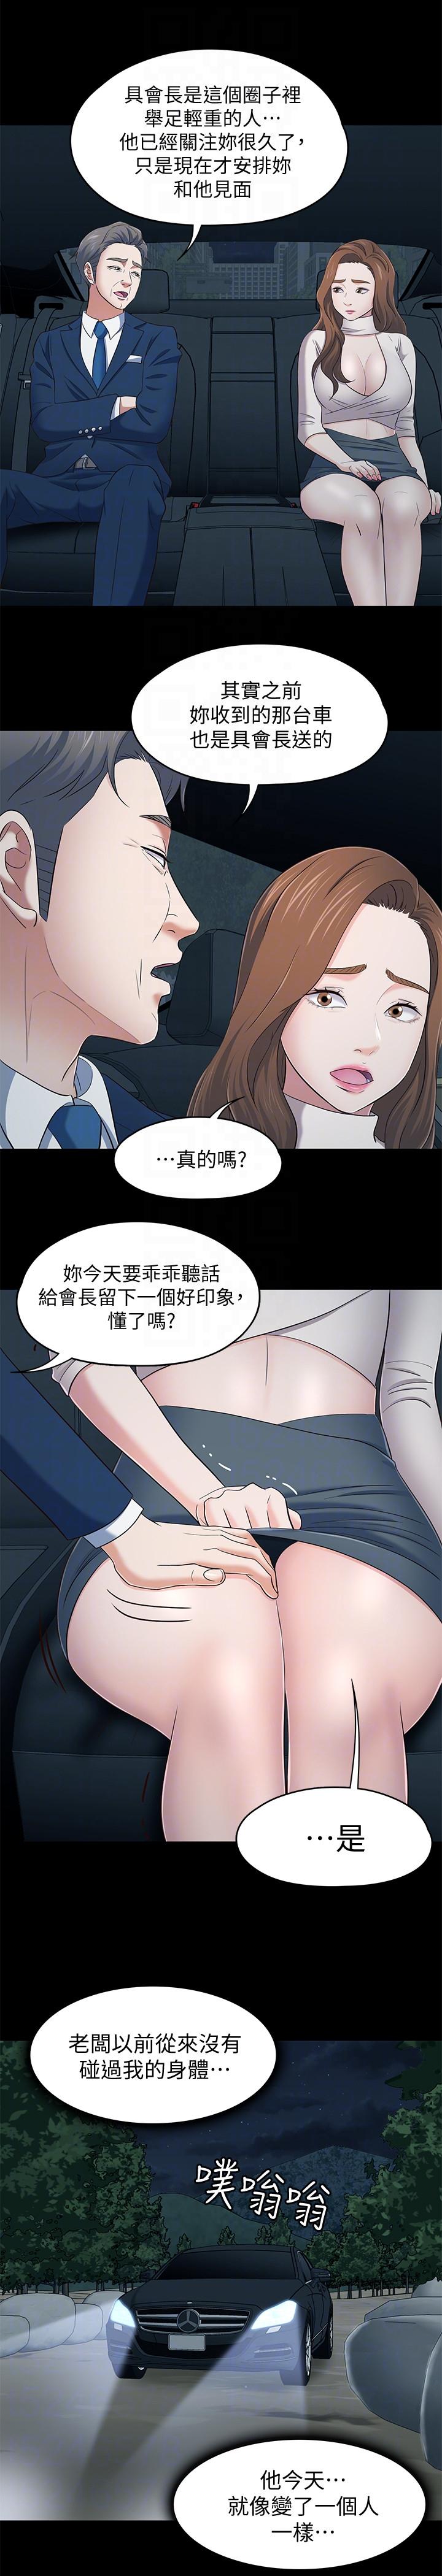 具會長是這個圈子裡
舉足輕重的人⋯
他已經關注妳很久了，
只是現在才安排妳
和他見面
其實之前
妳收到的那台車
也是具會長送的
⋯真的嗎?
妳今天要乖乖聽話
給會長留下一個好印象，
懂了嗎?
⋯是
老闆以前從來沒有
碰過我的身體⋯
噗嗡嗡
他今天⋯
就像變了一個人
一樣⋯